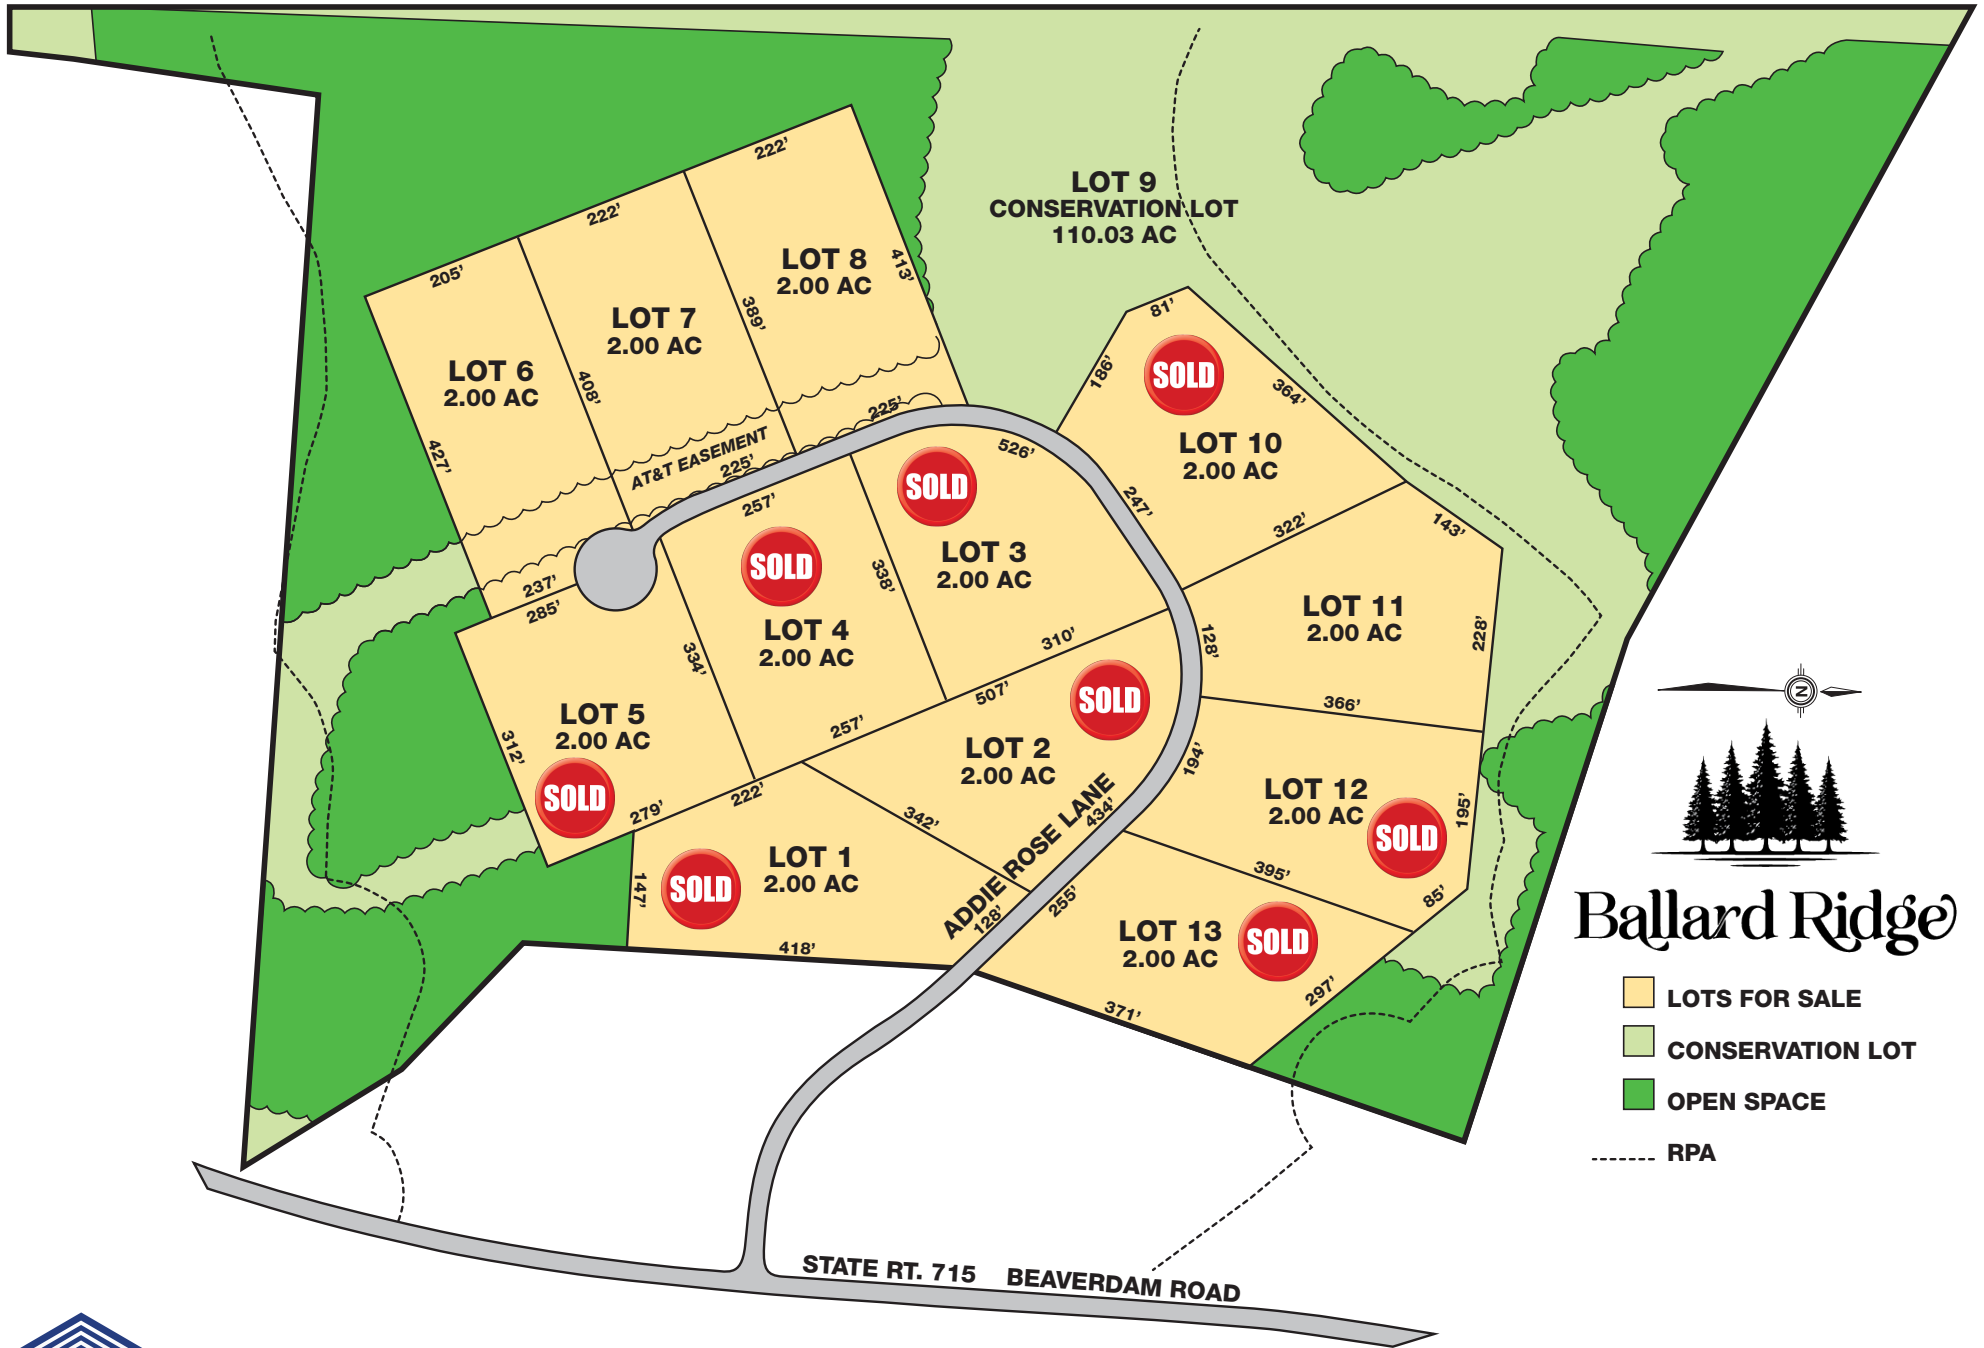 222'
222'
205'
LOT 8
2.00 AC
413'
LOT 7
2.00 AC
389'
LOT 6
2.00 AC
408'
427'
AT&T EASEMENT
225'
225'
237'
285'
LOT 9
CONSERVATION LOT
110.03 AC
81'
186'
SOLD
364'
LOT 10
2.00 AC
247'
322'
143'
526'
SOLD
LOT 3
2.00 AC
338'
310'
257'
SOLD
LOT 4
2.00 AC
334'
257'
LOT 5
2.00 AC
312'
SOLD
279'
222'
507'
SOLD
LOT 2
2.00 AC
342'
434'
LOT 11
2.00 AC
128'
228'
366'
194'
LOT 12
2.00 AC
SOLD
195'
85'
395'
LOT 1
2.00 AC
SOLD
147'
418'
128'
ADDIE ROSE LANE
255'
LOT 13
2.00 AC
SOLD
297'
371'
N
Ballard Ridge
LOTS FOR SALE
CONSERVATION LOT
OPEN SPACE
RPA
STATE RT. 715 BEAVERDAM ROAD